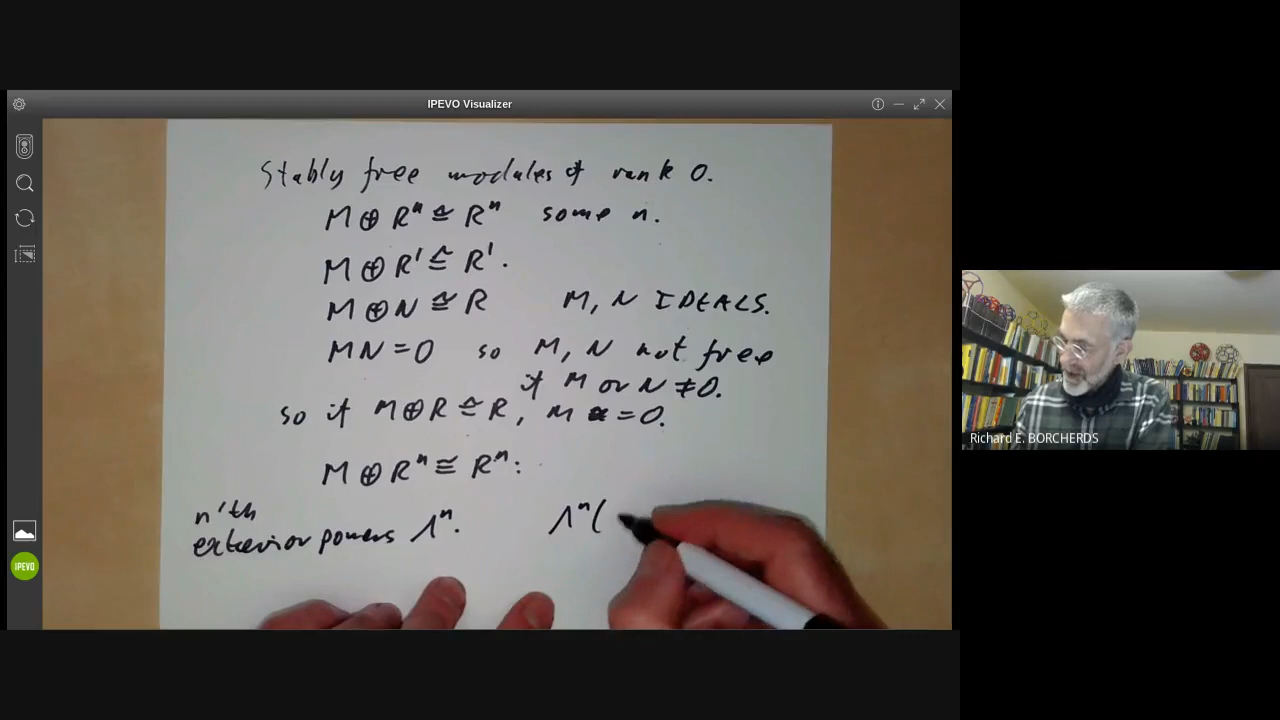 IPEVO Visualizer
Stably free modules of rank 0.
M ⊕ Rⁿ ≅ Rⁿ some n.
M ⊕ R¹ ≅ R¹.
M ⊕ N ≅ R M, N IDEALS.
MN = 0 so M, N not free
if M or N ≠ 0.
so if M ⊕ R ≅ R, M = 0.
M ⊕ Rⁿ ≅ Rⁿ:
n'th
exterior powers Λⁿ. Λⁿ(
Richard E. BORCHERDS
IPEVO